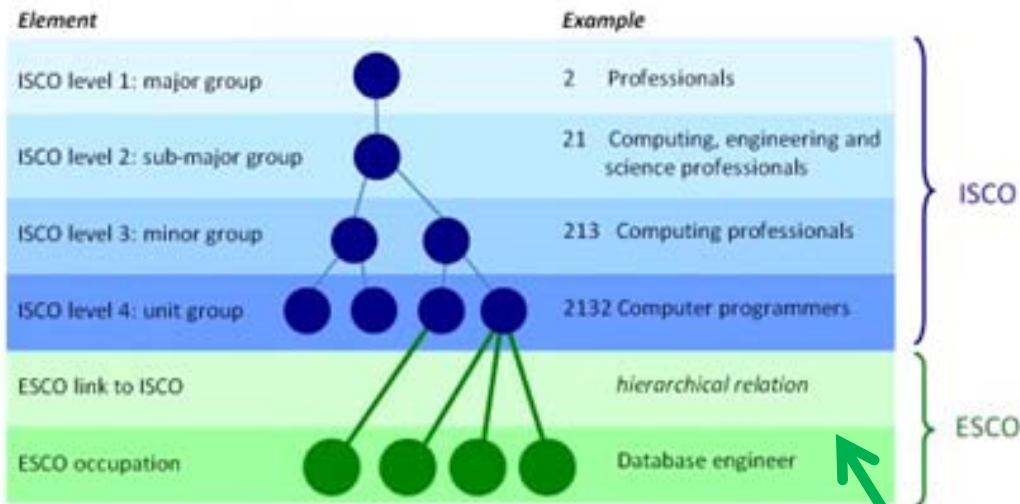 Element Example
ISCO level 1: major group 2 Professionals
ISCO level 2: sub-major group 21 Computing, engineering and
science professionals
ISCO level 3: minor group 213 Computing professionals
ISCO level 4: unit group 2132 Computer programmers
ISCO
ESCO link to ISCO hierarchical relation
ESCO occupation Database engineer
ESCO